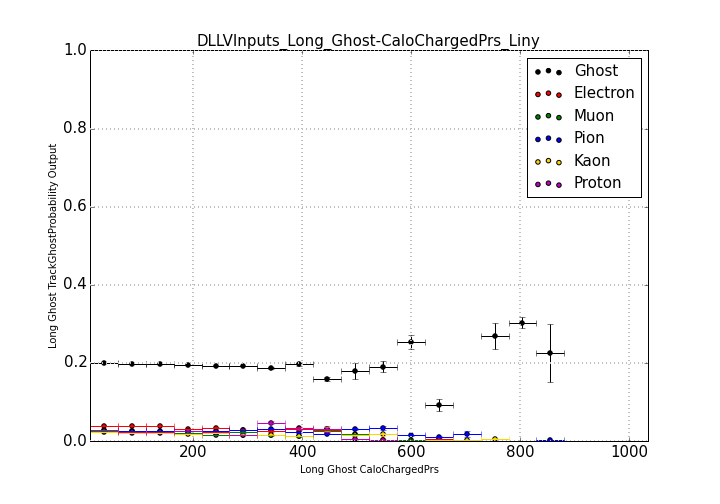 DLLVInputs_Long_Ghost-CaloChargedPrs_Liny
1.0
0.8
0.6
0.4
0.2
0.0
200
400
600
800
1000
Long Ghost TrackGhostProbability Output
Long Ghost CaloChargedPrs
Ghost
Electron
Muon
Pion
Kaon
Proton